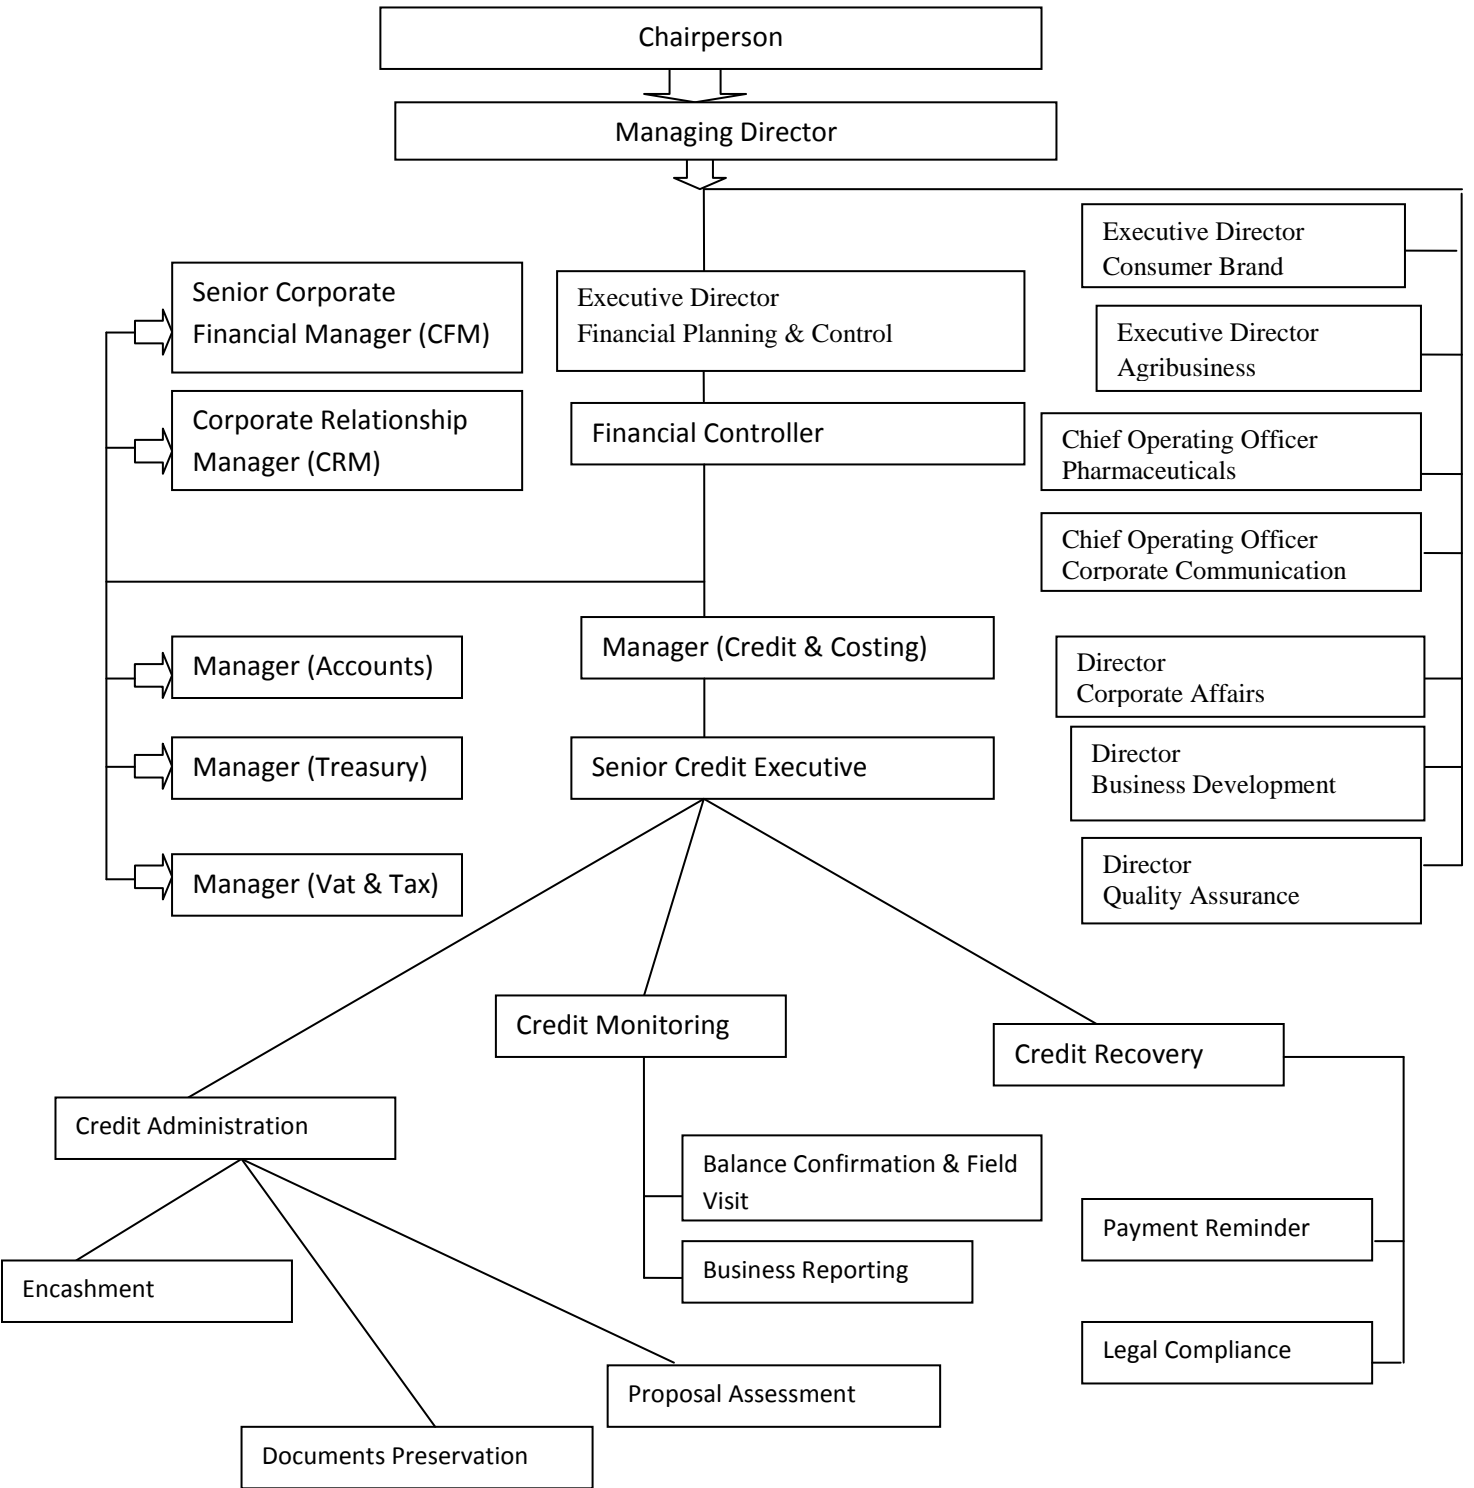 Chairperson
Managing Director
Executive Director
Consumer Brand
Senior Corporate
Financial Manager (CFM)
Executive Director
Financial Planning & Control
Executive Director
Agribusiness
Corporate Relationship
Manager (CRM)
Financial Controller
Chief Operating Officer
Pharmaceuticals
Chief Operating Officer
Corporate Communication
Manager (Accounts)
Manager (Credit & Costing)
Director
Corporate Affairs
Manager (Treasury)
Senior Credit Executive
Director
Business Development
Manager (Vat & Tax)
Director
Quality Assurance
Credit Monitoring
Credit Recovery
Credit Administration
Balance Confirmation & Field
Visit
Payment Reminder
Encashment
Business Reporting
Legal Compliance
Proposal Assessment
Documents Preservation